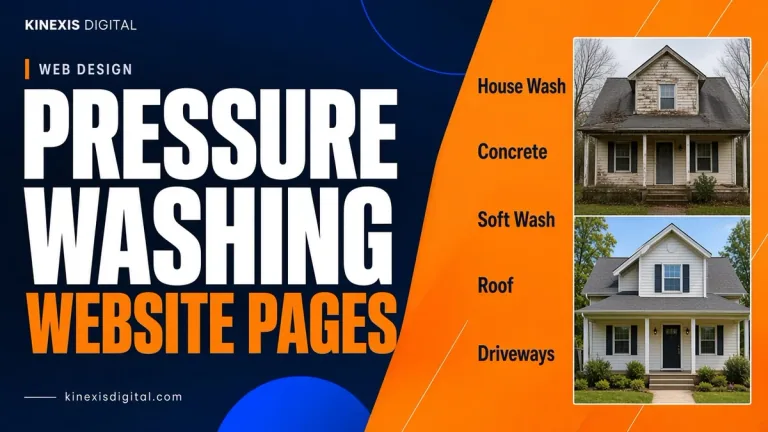 KINEXIS DIGITAL
WEB DESIGN
PRESSURE
WASHING
WEBSITE PAGES
kinexisdigital.com
House Wash
Concrete
Soft Wash
Roof
Driveways